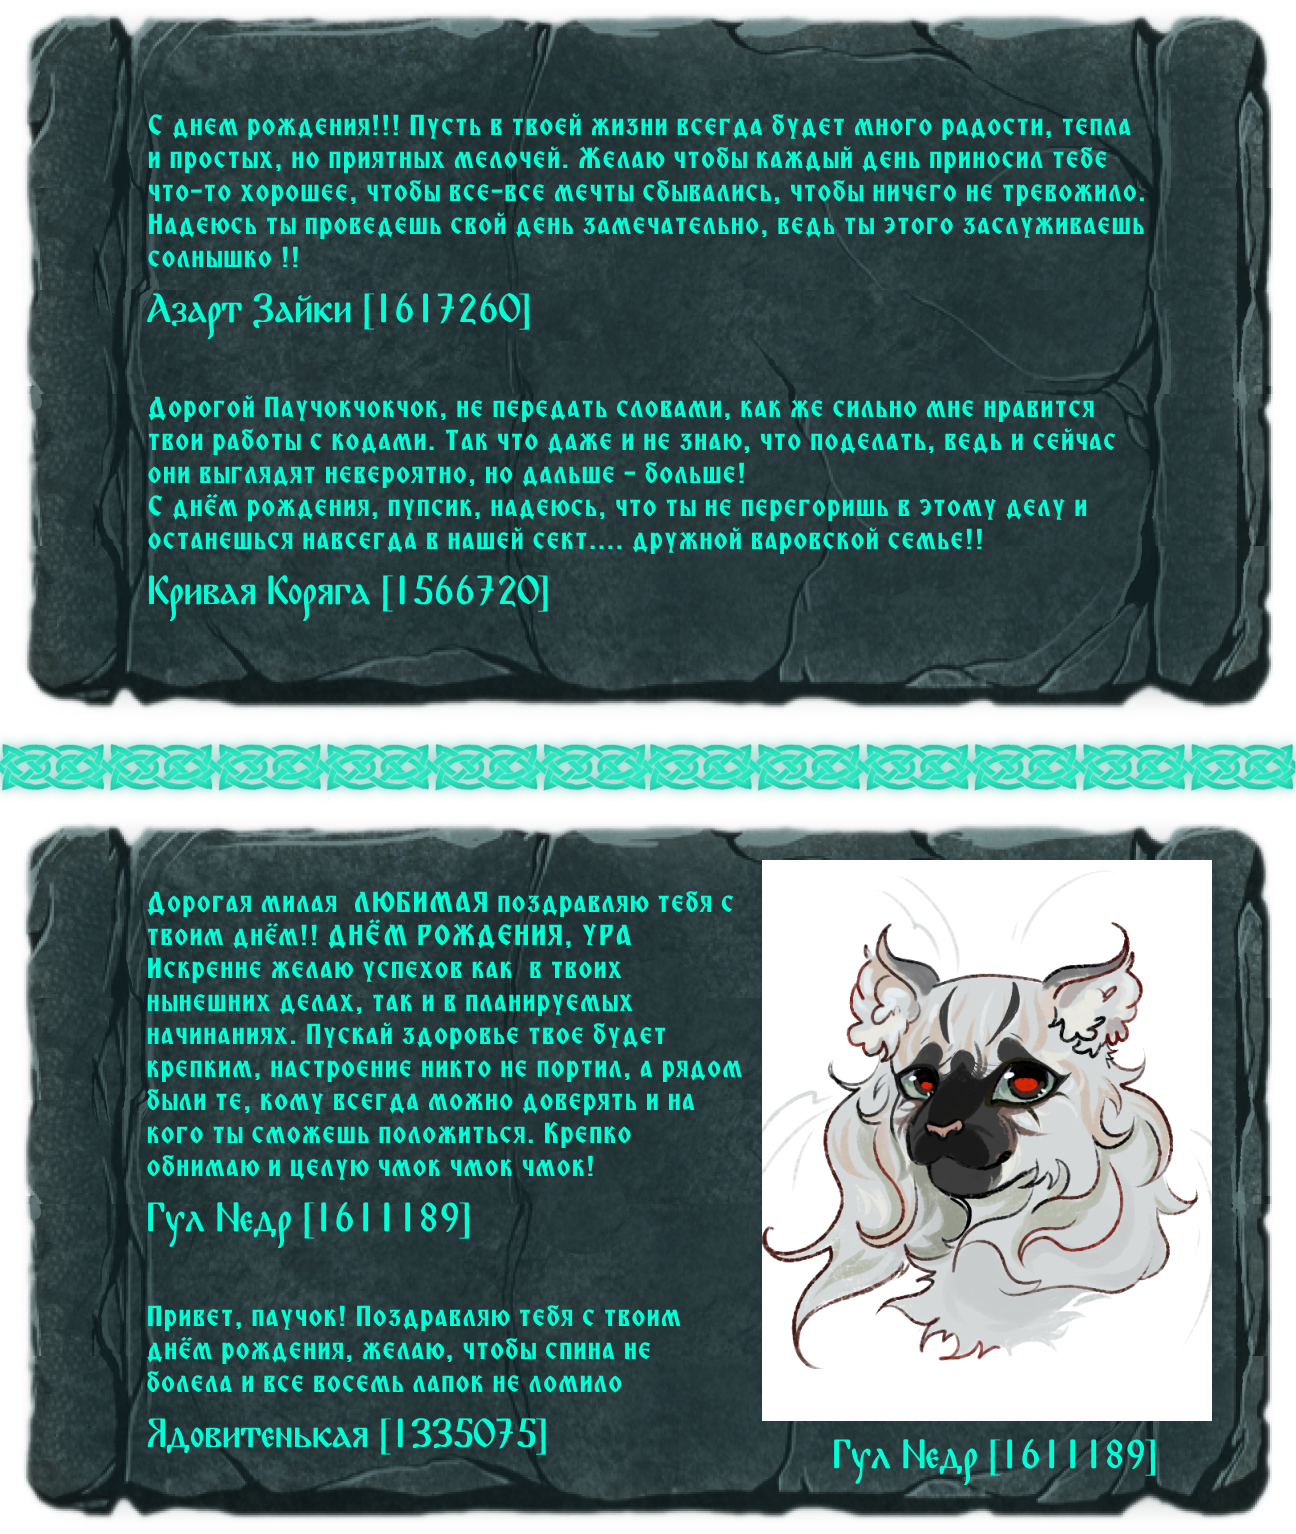 С днем рождения!!! Пусть в твоей жизни всегда будет много радости, тепла
и простых, но приятных мелочей. Желаю чтобы каждый день приносил тебе
что-то хорошее, чтобы все-все мечты сбывались, чтобы ничего не тревожило.
Надеюсь ты проведешь свой день замечательно, ведь ты этого заслуживаешь
солнышко !!
Азарт Зайки [1617260]
Дорогой Паучокчокчок, не передать словами, как же сильно мне нравится
твои работы с кодами. Так что даже и не знаю, что поделать, ведь и сейчас
они выглядят невероятно, но дальше - больше!
С днём рождения, пупсик, надеюсь, что ты не перегоришь в этому делу и
останешься навсегда в нашей сект.... дружной варовской семье!!
Кривая Коряга [1566720]
Дорогая милая ЛЮБИМАЯ поздравляю тебя с
твоим днём!! ДНЁМ РОЖДЕНИЯ, УРА
Искренне желаю успехов как в твоих
нынешних делах, так и в планируемых
начинаниях. Пускай здоровье твое будет
крепким, настроение никто не портил, а рядом
были те, кому всегда можно доверять и на
кого ты сможешь положиться. Крепко
обнимаю и целую чмок чмок чмок!
Гул Недр [1611189]
Привет, паучок! Поздравляю тебя с твоим
днём рождения, желаю, чтобы спина не
болела и все восемь лапок не ломило
Ядовитенькая [1335075]
Гул Недр [1611189]